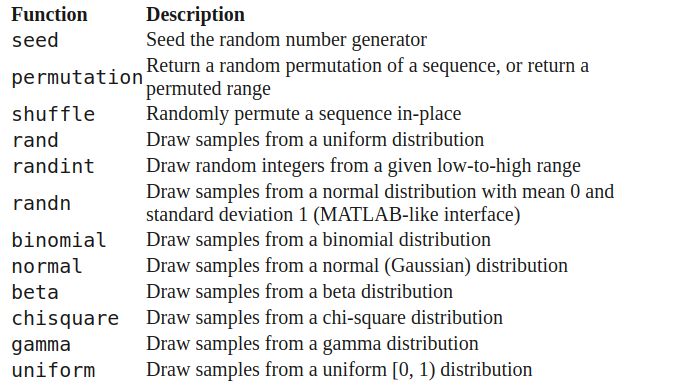 Function Description
seed Seed the random number generator
permutation Return a random permutation of a sequence, or return a
permuted range
shuffle Randomly permute a sequence in-place
rand Draw samples from a uniform distribution
randint Draw random integers from a given low-to-high range
randn Draw samples from a normal distribution with mean 0 and
standard deviation 1 (MATLAB-like interface)
binomial Draw samples from a binomial distribution
normal Draw samples from a normal (Gaussian) distribution
beta Draw samples from a beta distribution
chisquare Draw samples from a chi-square distribution
gamma Draw samples from a gamma distribution
uniform Draw samples from a uniform [0, 1) distribution